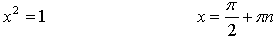 x² = 1 x = π/2 + πn